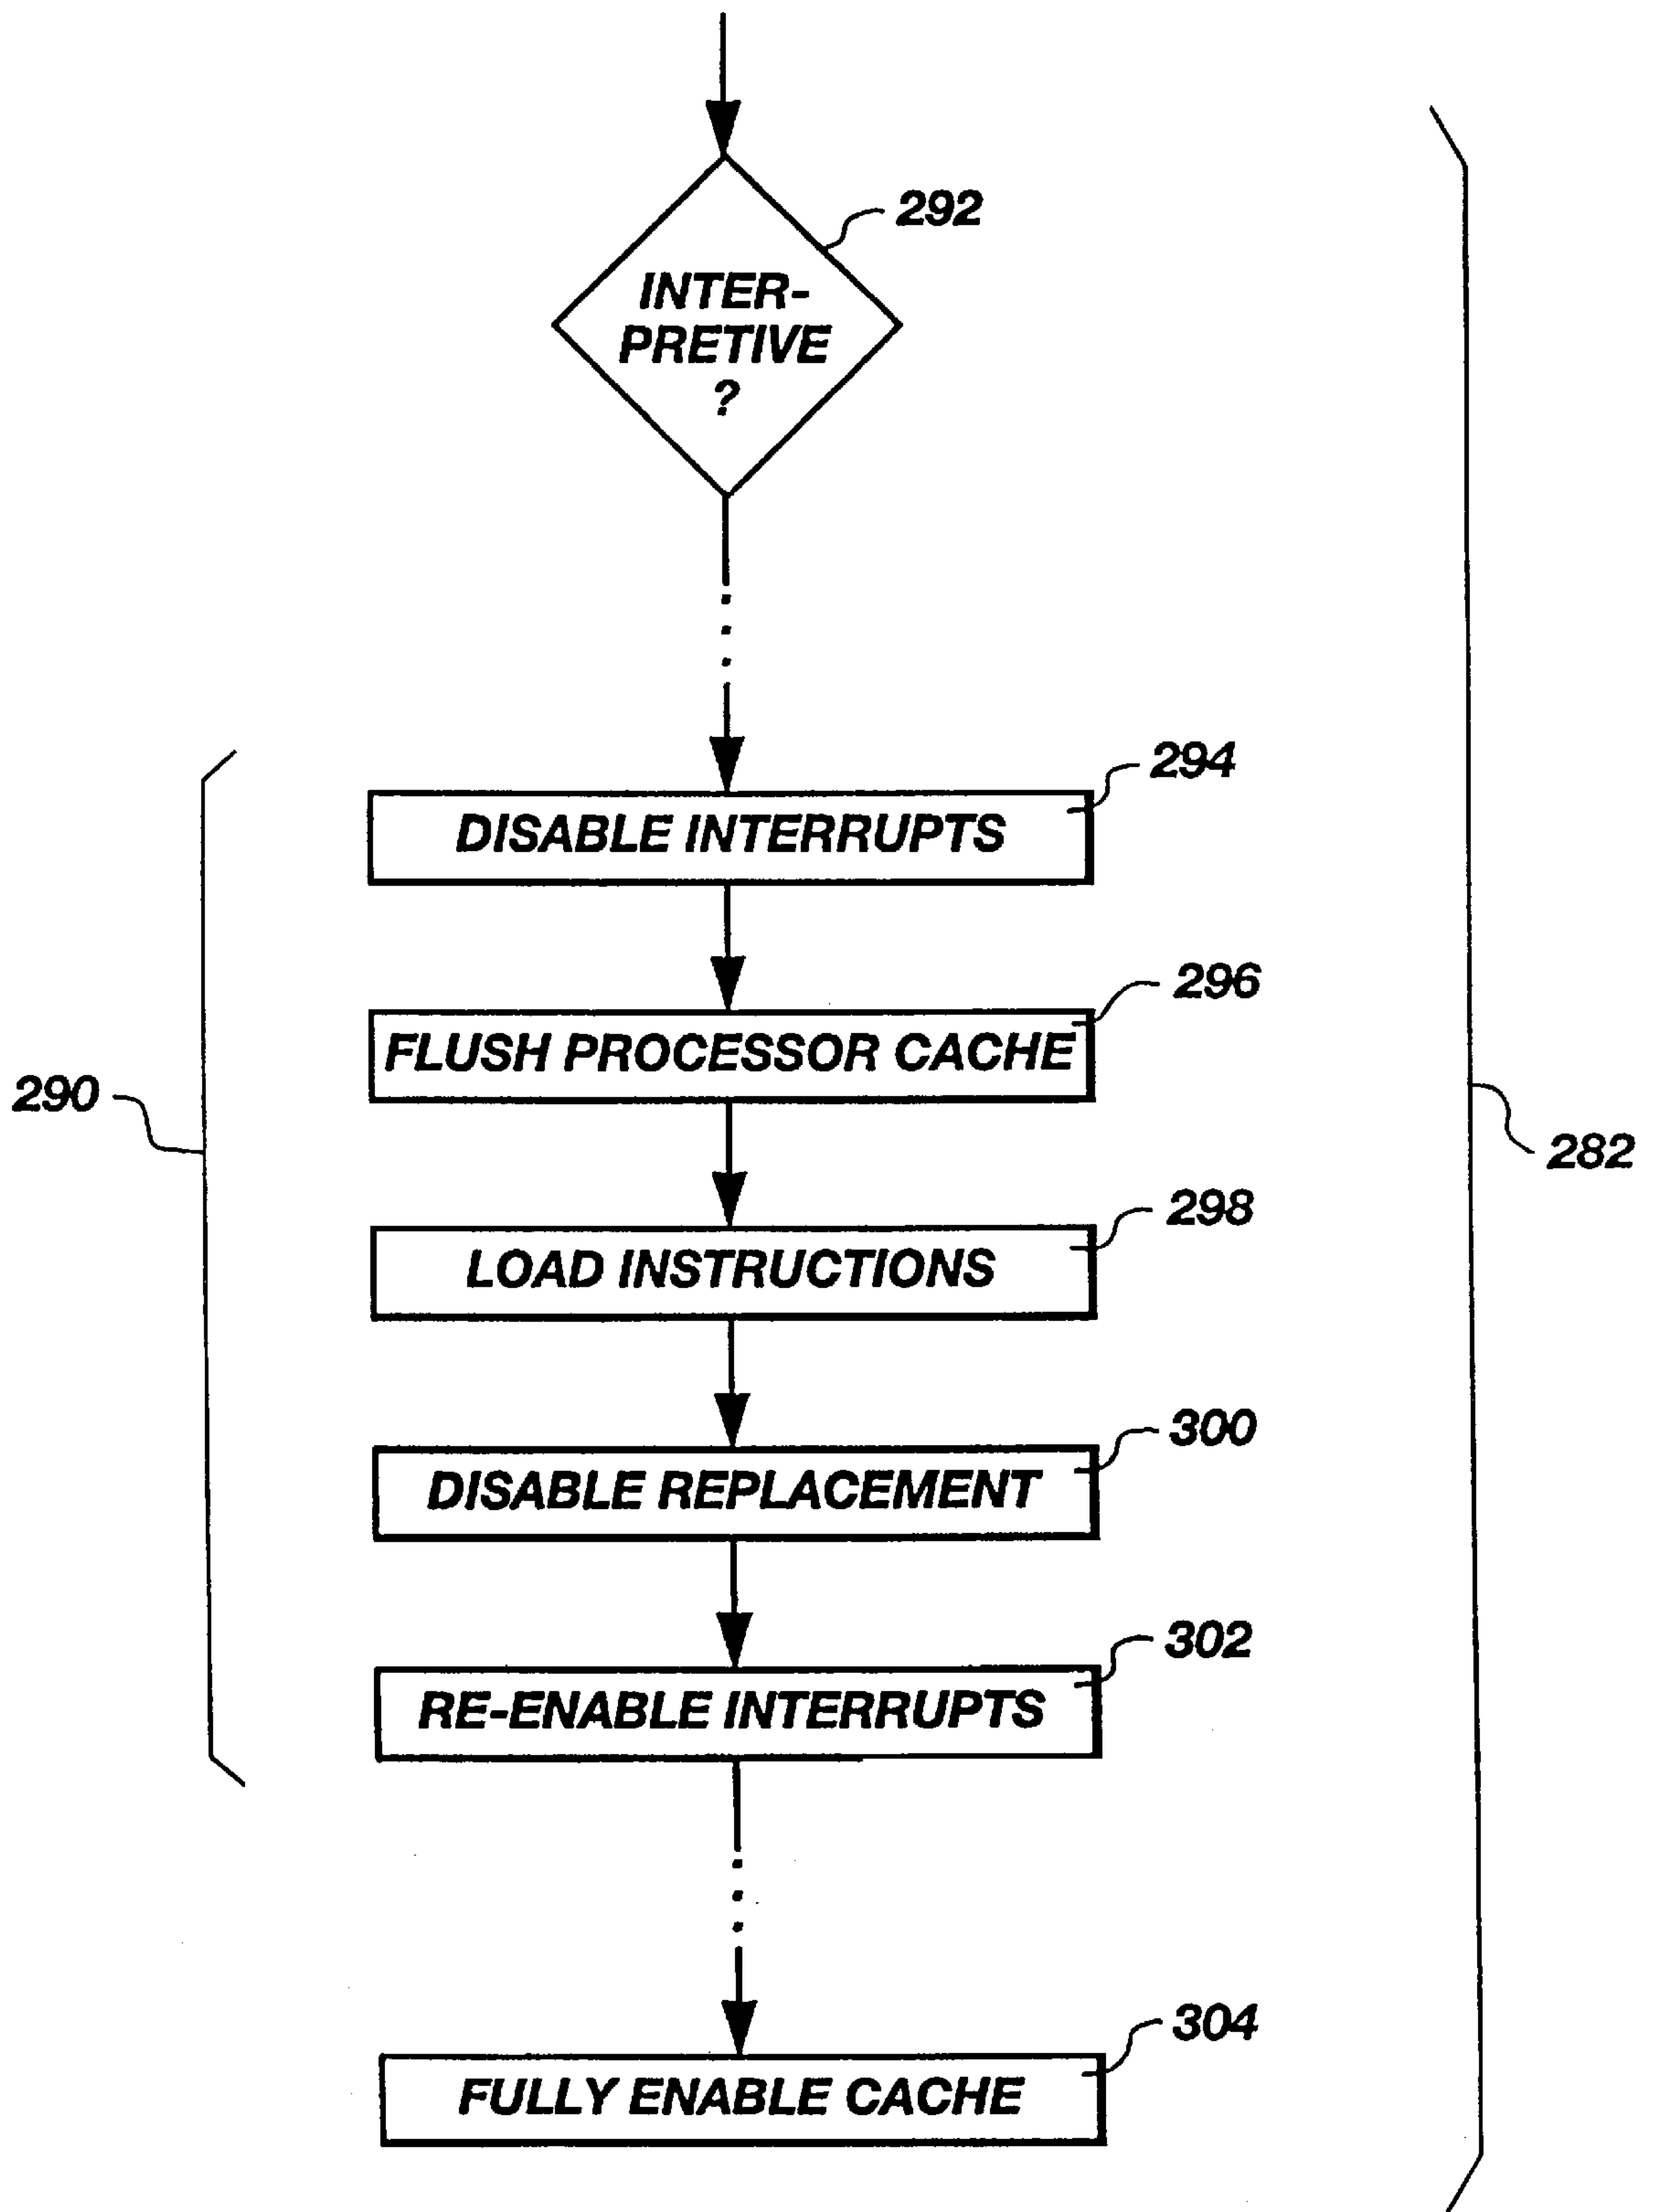 292
INTER-
PRETIVE
?
294
DISABLE INTERRUPTS
296
FLUSH PROCESSOR CACHE
290
282
298
LOAD INSTRUCTIONS
300
DISABLE REPLACEMENT
302
RE-ENABLE INTERRUPTS
304
FULLY ENABLE CACHE